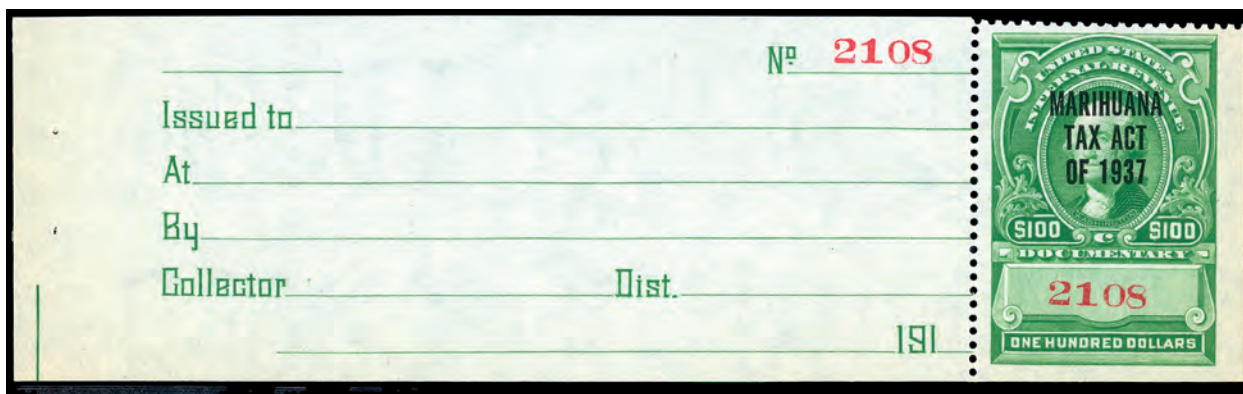 Nº 2108
Issued to
At
By
Collector Dist.
191
UNITED STATES
INTERNAL REVENUE
MARIHUANA
TAX ACT
OF 1937
$100 C $100
DOCUMENTARY
2108
ONE HUNDRED DOLLARS